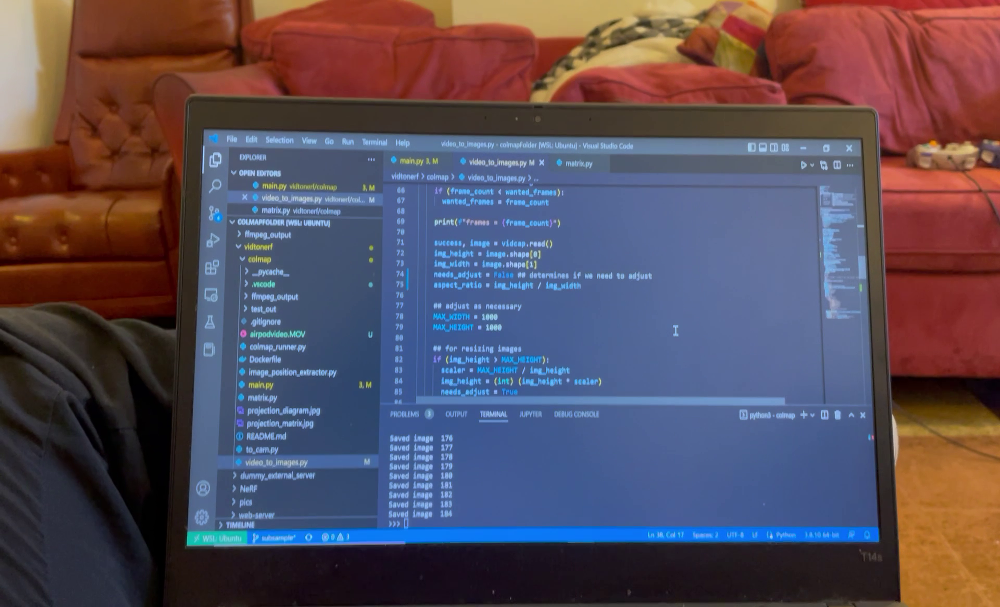 File Edit Selection View Go Run Terminal Help
video_to_images.py - colmapFolder [WSL: Ubuntu] - Visual Studio Code
EXPLORER
OPEN EDITORS
main.py vidtonerf/colmap 3, M
video_to_images.py vidtonerf/col... M
matrix.py vidtonerf/colmap
COLMAPFOLDER [WSL: UBUNTU]
ffmpeg_output
vidtonerf
colmap
__pycache__
.vscode
ffmpeg_output
test_out
.gitignore
airpodvideo.MOV U
colmap_runner.py
Dockerfile
image_position_extractor.py
main.py 3, M
matrix.py
projection_diagram.jpg
projection_matrix.jpg
README.md
to_cam.py
video_to_images.py M
dummy_external_server
NeRF
pics
web-server
TIMELINE
main.py 3, M video_to_images.py M matrix.py
vidtonerf > colmap > video_to_images.py > ...
66 if (frame_count < wanted_frames):
67 wanted_frames = frame_count
68
69 print(f"frames = {frame_count}")
70
71 success, image = vidcap.read()
72 img_height = image.shape[0]
73 img_width = image.shape[1]
74 needs_adjust = False ## determines if we need to adjust
75 aspect_ratio = img_height / img_width
76
77 ## adjust as necessary
78 MAX_WIDTH = 1000
79 MAX_HEIGHT = 1000
80
81 ## for resizing images
82 if (img_height > MAX_HEIGHT):
83 scaler = MAX_HEIGHT / img_height
84 img_height = (int) (img_height * scaler)
85 needs_adjust = True
PROBLEMS 3 OUTPUT TERMINAL JUPYTER DEBUG CONSOLE
python3 - colmap
Saved image 176
Saved image 177
Saved image 178
Saved image 179
Saved image 180
Saved image 181
Saved image 182
Saved image 183
Saved image 184
>>>
WSL: Ubuntu subsample* 0 3 Ln 38, Col 17 Spaces: 2 UTF-8 LF Python 3.8.10 64-bit
T14s